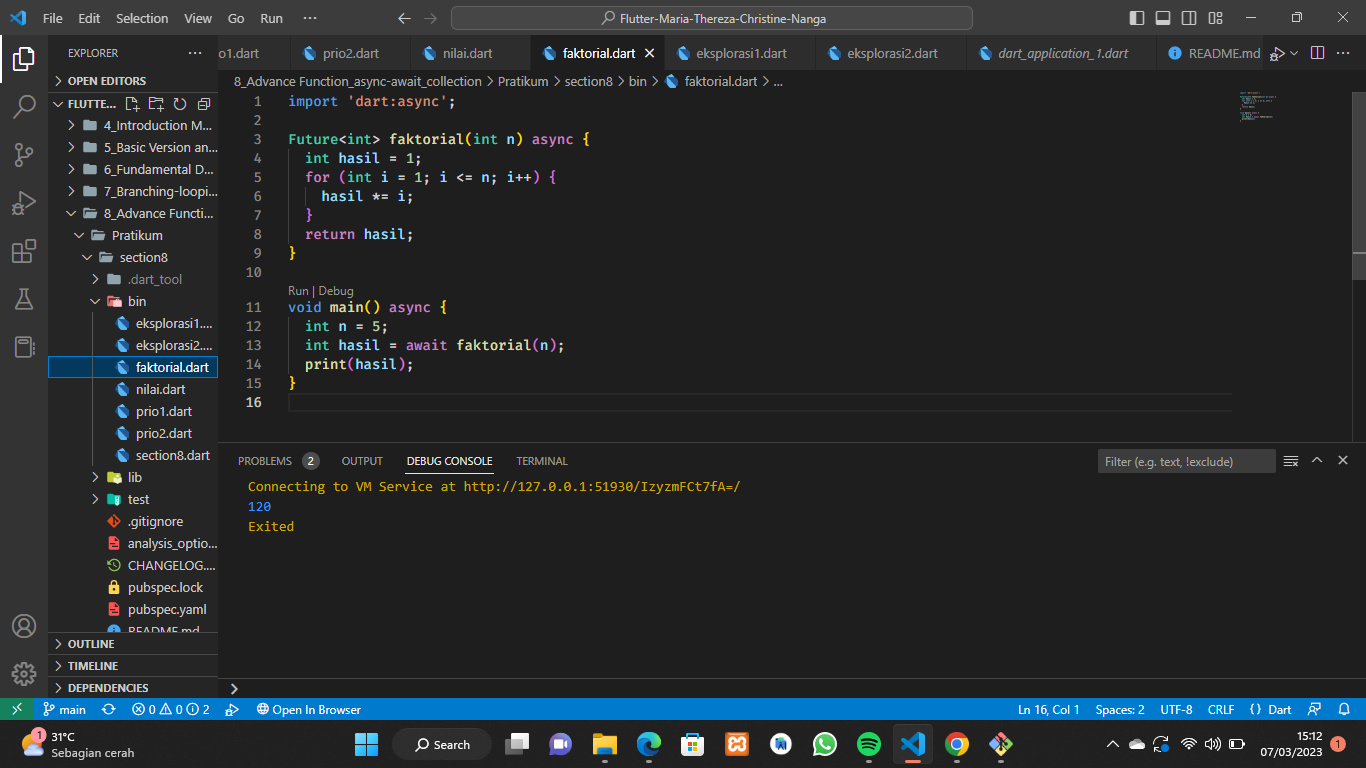 File Edit Selection View Go Run ···
Flutter-Maria-Thereza-Christine-Nanga
EXPLORER
o1.dart prio2.dart nilai.dart faktorial.dart eksplorasi1.dart eksplorasi2.dart dart_application_1.dart README.md
OPEN EDITORS
FLUTTE...
4_Introduction M...
5_Basic Version an...
6_Fundamental D...
7_Branching-loopi...
8_Advance Functi...
Pratikum
section8
.dart_tool
bin
eksplorasi1....
eksplorasi2....
faktorial.dart
nilai.dart
prio1.dart
prio2.dart
section8.dart
lib
test
.gitignore
analysis_optio...
CHANGELOG....
pubspec.lock
pubspec.yaml
README.md
OUTLINE
TIMELINE
DEPENDENCIES
8_Advance Function_async-await_collection > Pratikum > section8 > bin > faktorial.dart > ...
1 import 'dart:async';
2
3 Future<int> faktorial(int n) async {
4 int hasil = 1;
5 for (int i = 1; i <= n; i++) {
6 hasil *= i;
7 }
8 return hasil;
9 }
10
Run | Debug
11 void main() async {
12 int n = 5;
13 int hasil = await faktorial(n);
14 print(hasil);
15 }
16
PROBLEMS 2 OUTPUT DEBUG CONSOLE TERMINAL
Filter (e.g. text, !exclude)
Connecting to VM Service at http://127.0.0.1:51930/IzyzmFCt7fA=/
120
Exited
main 0 0 2 Open In Browser
Ln 16, Col 1 Spaces: 2 UTF-8 CRLF {} Dart
1
31°C
Sebagian cerah
Search
15:12
07/03/2023
1